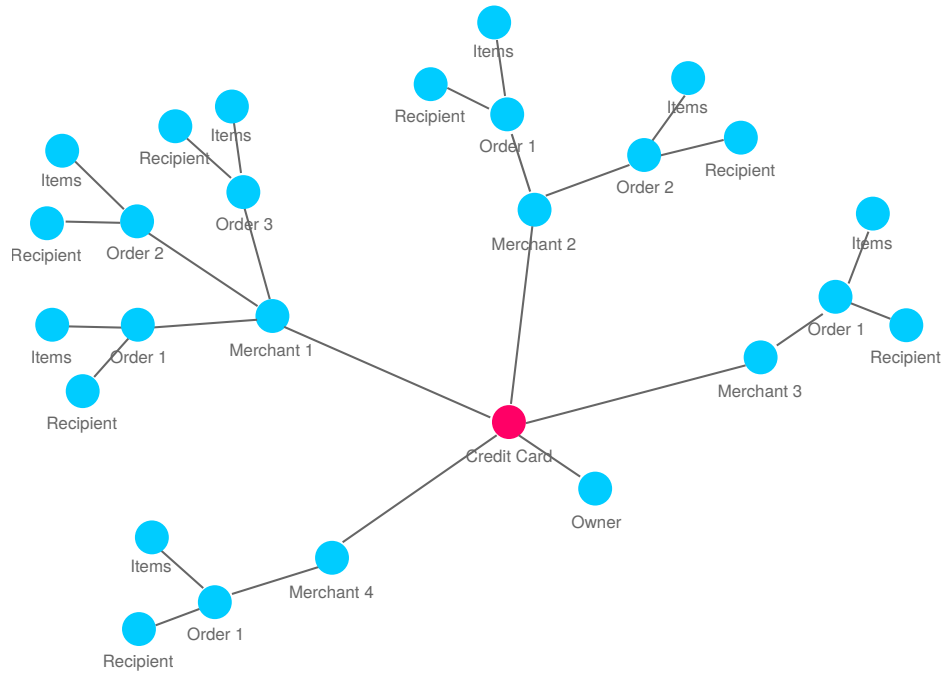 Items
Items
Recipient
Items
Recipient
Order 1
Items
Recipient
Order 2
Order 3
Merchant 2
Items
Recipient
Order 2
Order 1
Items
Order 1
Merchant 1
Recipient
Merchant 3
Recipient
Credit Card
Owner
Items
Merchant 4
Order 1
Recipient